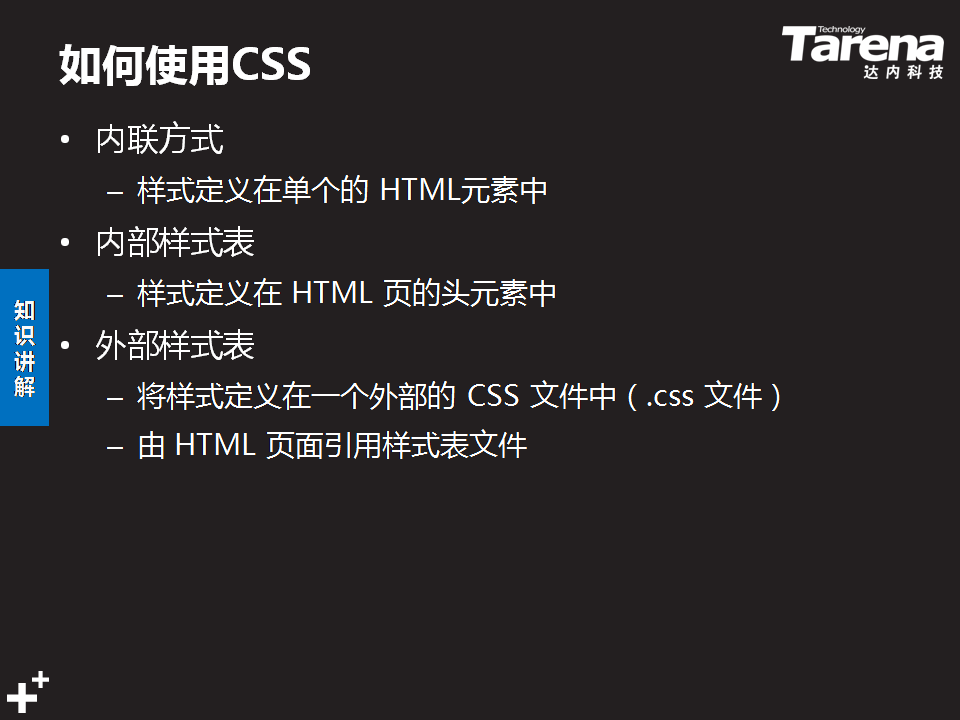 如何使用CSS
Technology
Tarena
达内科技
• 内联方式
– 样式定义在单个的 HTML元素中
• 内部样式表
– 样式定义在 HTML 页的头元素中
• 外部样式表
– 将样式定义在一个外部的 CSS 文件中（.css 文件）
– 由 HTML 页面引用样式表文件
知识讲解